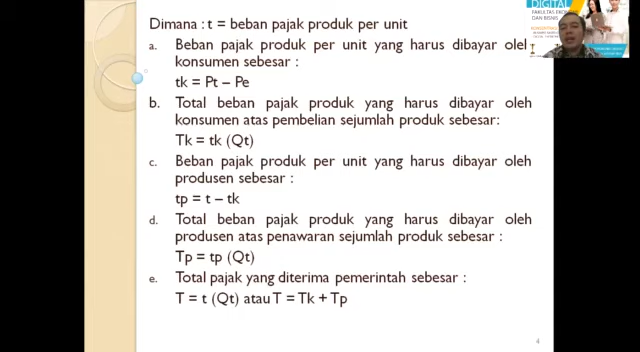 Dimana : t = beban pajak produk per unit
a. Beban pajak produk per unit yang harus dibayar oleh
konsumen sebesar :
tk = Pt – Pe
b. Total beban pajak produk yang harus dibayar oleh
konsumen atas pembelian sejumlah produk sebesar:
Tk = tk (Qt)
c. Beban pajak produk per unit yang harus dibayar oleh
produsen sebesar :
tp = t – tk
d. Total beban pajak produk yang harus dibayar oleh
produsen atas penawaran sejumlah produk sebesar :
Tp = tp (Qt)
e. Total pajak yang diterima pemerintah sebesar :
T = t (Qt) atau T = Tk + Tp
4
DIGITAL
DAN BISNIS